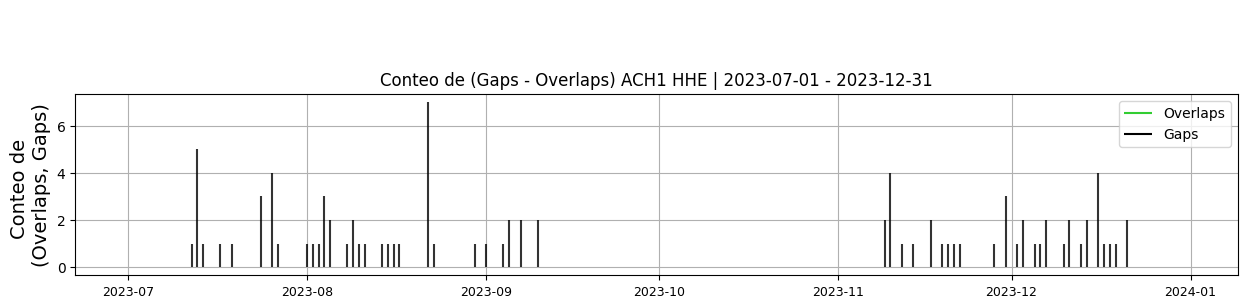 Conteo de (Gaps - Overlaps) ACH1 HHE | 2023-07-01 - 2023-12-31
Conteo de
(Overlaps, Gaps)
6
4
2
0
Overlaps
Gaps
2023-07
2023-08
2023-09
2023-10
2023-11
2023-12
2024-01